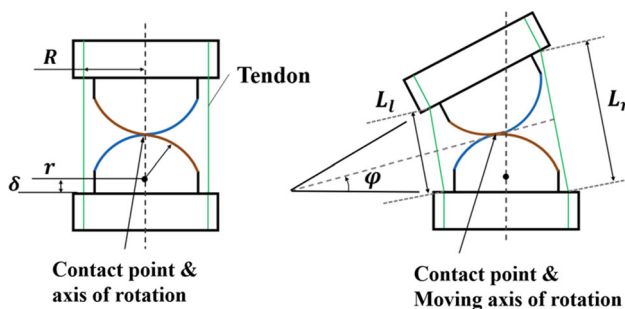 R
Tendon
r
δ
Contact point &
axis of rotation
L_l
L_r
φ
Contact point &
Moving axis of rotation